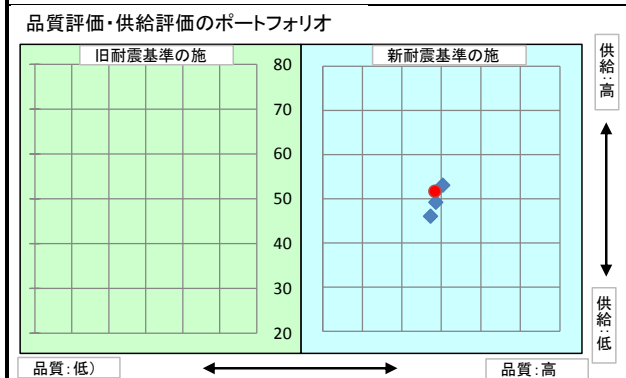 品質評価・供給評価のポートフォリオ
旧耐震基準の施
新耐震基準の施
供給:高
80
70
60
50
40
30
20
供給:低
品質:低）
品質:高